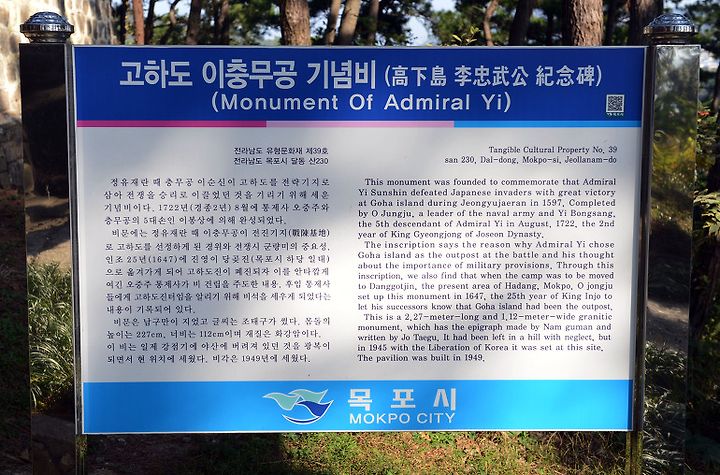 고하도 이충무공 기념비 (高下島 李忠武公 紀念碑)
(Monument Of Admiral Yi)
전라남도 유형문화재 제39호
전라남도 목포시 달동 산230
정유재란 때 충무공 이순신이 고하도를 전략기지로
삼아 전쟁을 승리로 이끌었던 것을 기리기 위해 세운
기념비이다. 1722년(경종2년) 8월에 통제사 오중주와
충무공의 5대손인 이봉상에 의해 완성되었다.
비문에는 정유재란 때 이충무공이 전진기지(戰陳基地)
로 고하도를 선정하게 된 경위와 전쟁시 군량미의 중요성,
인조 25년(1647)에 진영이 당곶진(목포시 하당 일대)
으로 옮겨가게 되어 고하도진이 폐진되자 이를 안타깝게
여긴 오중주 통제사가 비 건립을 주도한 내용, 후임 통제사
들에게 고하도진터임을 알리기 위해 비석을 세우게 되었다는
내용이 기록되어 있다.
비문은 남구만이 지었고 글씨는 조태구가 썼다. 몸돌의
높이는 227cm, 너비는 112cm이며 재질은 화강암이다.
이 비는 일제 강점기에 야산에 버려져 있던 것을 광복이
되면서 현 위치에 세웠다. 비각은 1949년에 세웠다.
Tangible Cultural Property No. 39
san 230, Dal-dong, Mokpo-si, Jeollanam-do
This monument was founded to commemorate that Admiral
Yi Sunshin defeated Japanese invaders with great victory
at Goha island during Jeongyujaeran in 1597. Completed
by O Jungju, a leader of the naval army and Yi Bongsang,
the 5th descendant of Admiral Yi in August, 1722, the 2nd
year of King Gyeongjong of Joseon Dynasty.
The inscription says the reason why Admiral Yi chose
Goha island as the outpost at the battle and his thought
about the importance of military provisions. Through this
inscription, we also find that when the camp was to be moved
to Danggotjin, the present area of Hadang, Mokpo, O jongju
set up this monument in 1647, the 25th year of King Injo to
let his successors know that Goha island had been the outpost.
This is a 2.27-meter-long and 1.12-meter-wide granitic
monument, which has the epigraph made by Nam guman and
written by Jo Taegu. It had been left in a hill with neglect, but
in 1945 with the Liberation of Korea it was set at this site.
The pavilion was built in 1949.
목포시
MOKPO CITY